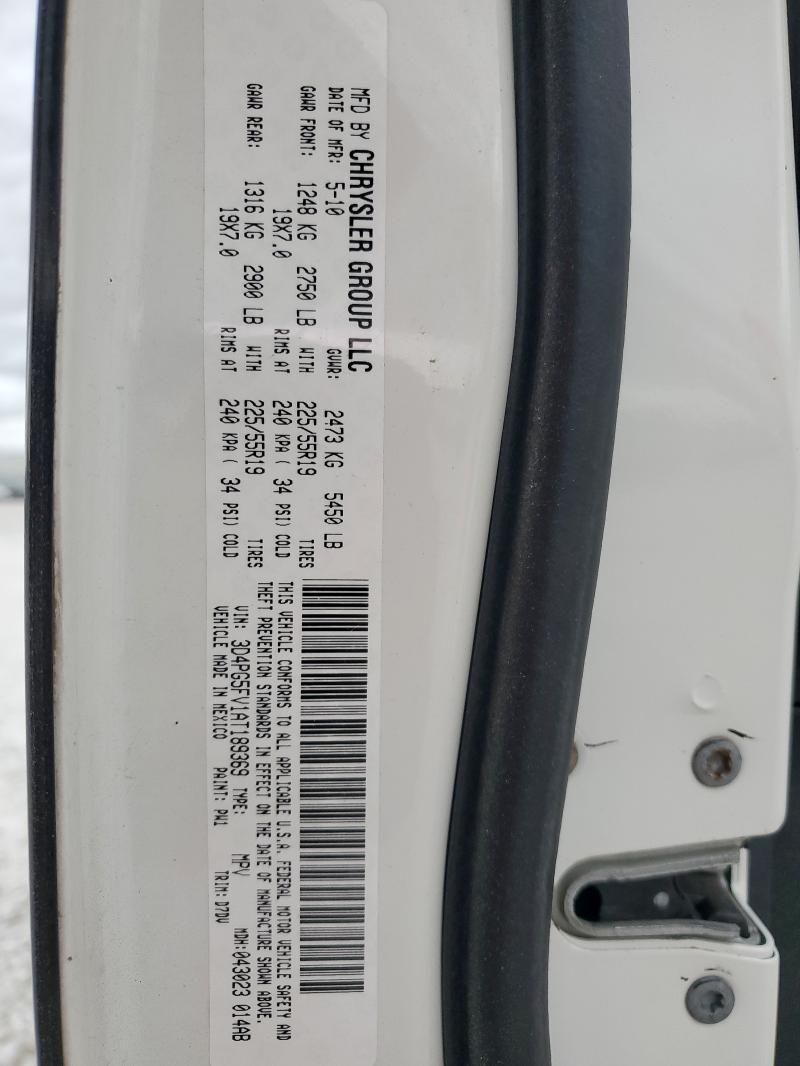 MFD BY CHRYSLER GROUP LLC
DATE OF MFR: 5-10 GVWR: 2473 KG 5450 LB
GAWR FRONT: 1248 KG 2750 LB WITH 225/55R19 TIRES
19X7.0 RIMS AT 240 KPA ( 34 PSI) COLD
GAWR REAR: 1316 KG 2900 LB WITH 225/55R19 TIRES
19X7.0 RIMS AT 240 KPA ( 34 PSI) COLD
THIS VEHICLE CONFORMS TO ALL APPLICABLE U.S.A. FEDERAL MOTOR VEHICLE SAFETY AND
THEFT PREVENTION STANDARDS IN EFFECT ON THE DATE OF MANUFACTURE SHOWN ABOVE.
VIN: 3D4PG5FV1AT189369 TYPE: MPV MDH:043023 014AB
VEHICLE MADE IN MEXICO PAINT: PW1 TRIM: D7DV